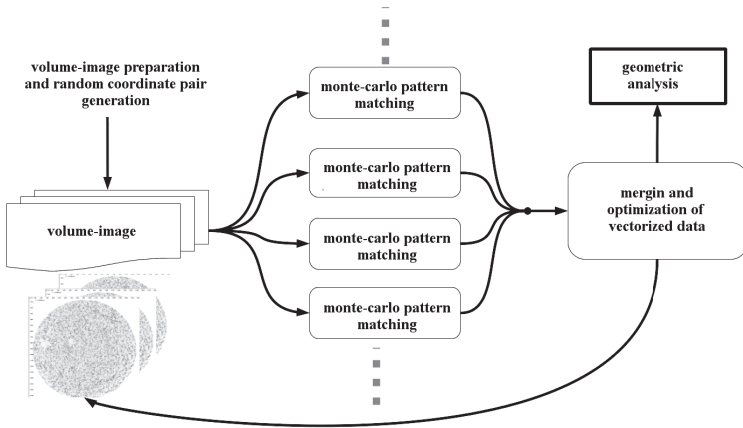 volume-image preparation
and random coordinate pair
generation
volume-image
monte-carlo pattern
matching
monte-carlo pattern
matching
monte-carlo pattern
matching
monte-carlo pattern
matching
geometric
analysis
mergin and
optimization of
vectorized data